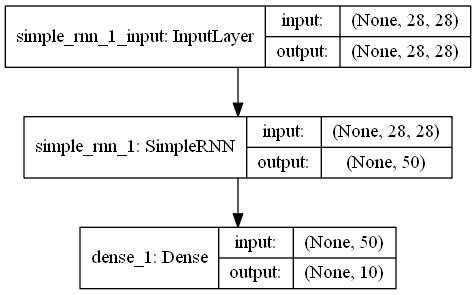 simple_rnn_1_input: InputLayer
input: (None, 28, 28)
output: (None, 28, 28)
simple_rnn_1: SimpleRNN
input: (None, 28, 28)
output: (None, 50)
dense_1: Dense
input: (None, 50)
output: (None, 10)